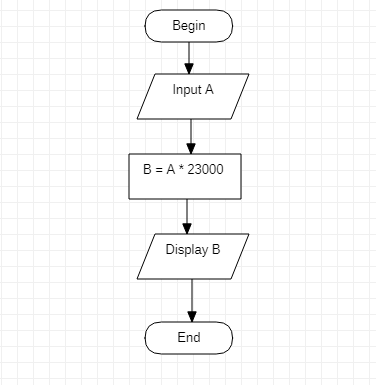 Begin
Input A
B = A * 23000
Display B
End